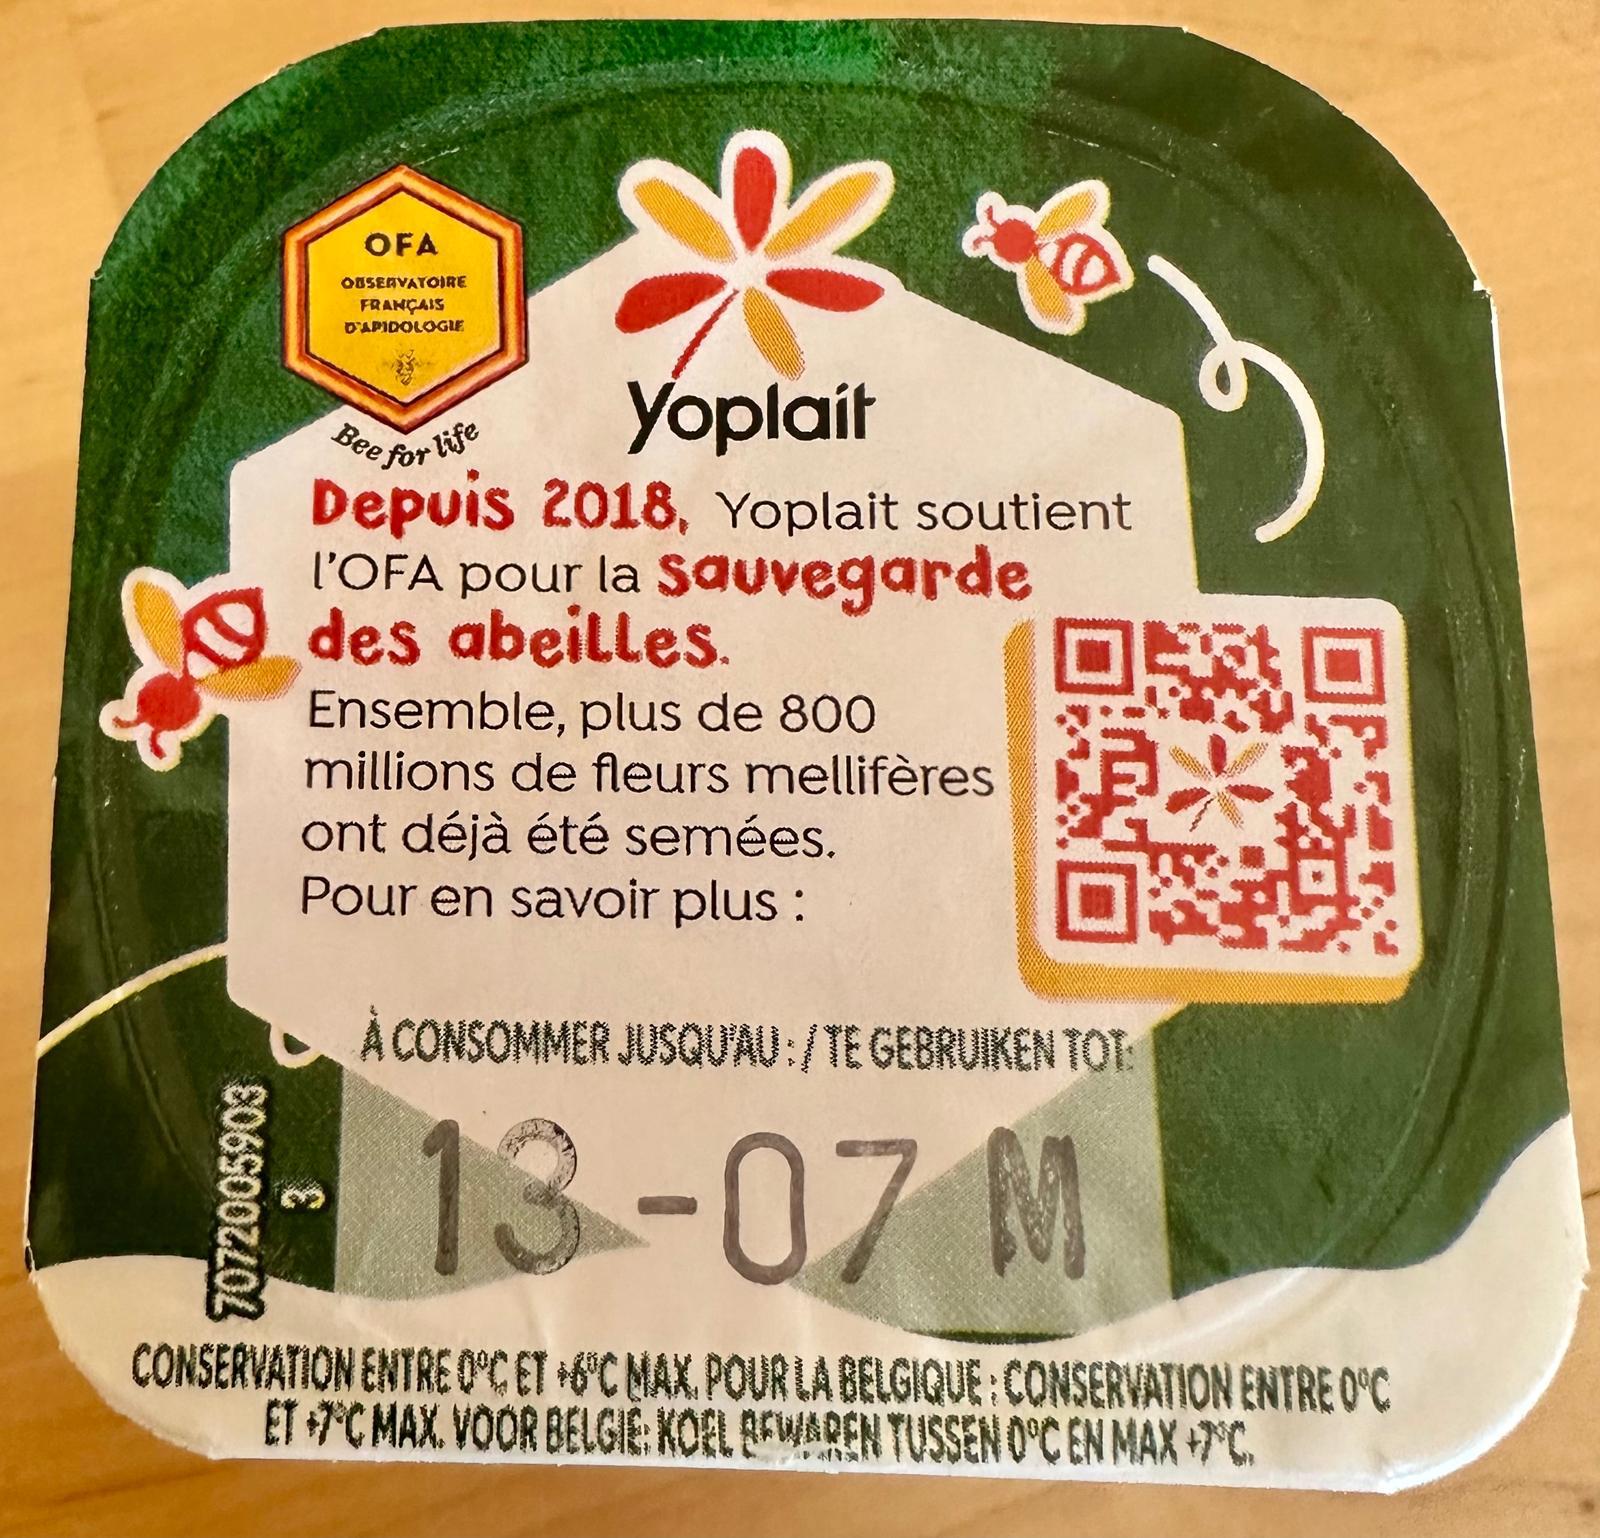 OFA
OBSERVATOIRE
FRANÇAIS
D'APIDOLOGIE
Bee for life
Yoplait
Depuis 2018, Yoplait soutient
l'OFA pour la sauvegarde
des abeilles.
Ensemble, plus de 800
millions de fleurs mellifères
ont déjà été semées.
Pour en savoir plus :
À CONSOMMER JUSQU'AU : / TE GEBRUIKEN TOT:
13-07 M
7072005903
3
CONSERVATION ENTRE 0°C ET +6°C MAX. POUR LA BELGIQUE : CONSERVATION ENTRE 0°C
ET +7°C MAX. VOOR BELGIE: KOEL BEWAREN TUSSEN 0°C EN MAX +7°C.